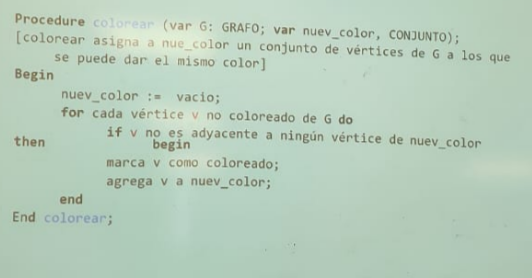 Procedure colorear (var G: GRAFO; var nuev_color, CONJUNTO);
[colorear asigna a nue_color un conjunto de vértices de G a los que
se puede dar el mismo color]
Begin
nuev_color := vacio;
for cada vértice v no coloreado de G do
if v no es adyacente a ningún vértice de nuev_color
then begin
marca v como coloreado;
agrega v a nuev_color;
end
End colorear;